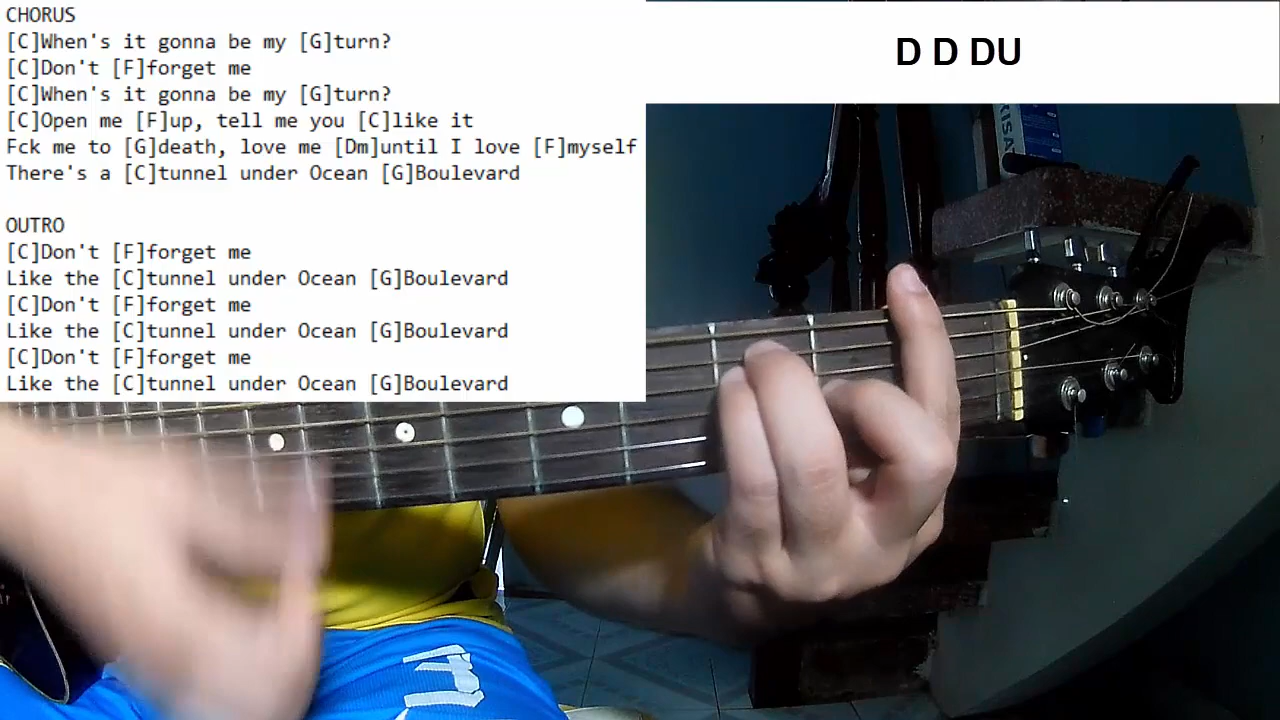 CHORUS
[C]When's it gonna be my [G]turn?
[C]Don't [F]forget me
[C]When's it gonna be my [G]turn?
[C]Open me [F]up, tell me you [C]like it
Fck me to [G]death, love me [Dm]until I love [F]myself
There's a [C]tunnel under Ocean [G]Boulevard
OUTRO
[C]Don't [F]forget me
Like the [C]tunnel under Ocean [G]Boulevard
[C]Don't [F]forget me
Like the [C]tunnel under Ocean [G]Boulevard
[C]Don't [F]forget me
Like the [C]tunnel under Ocean [G]Boulevard
D D DU